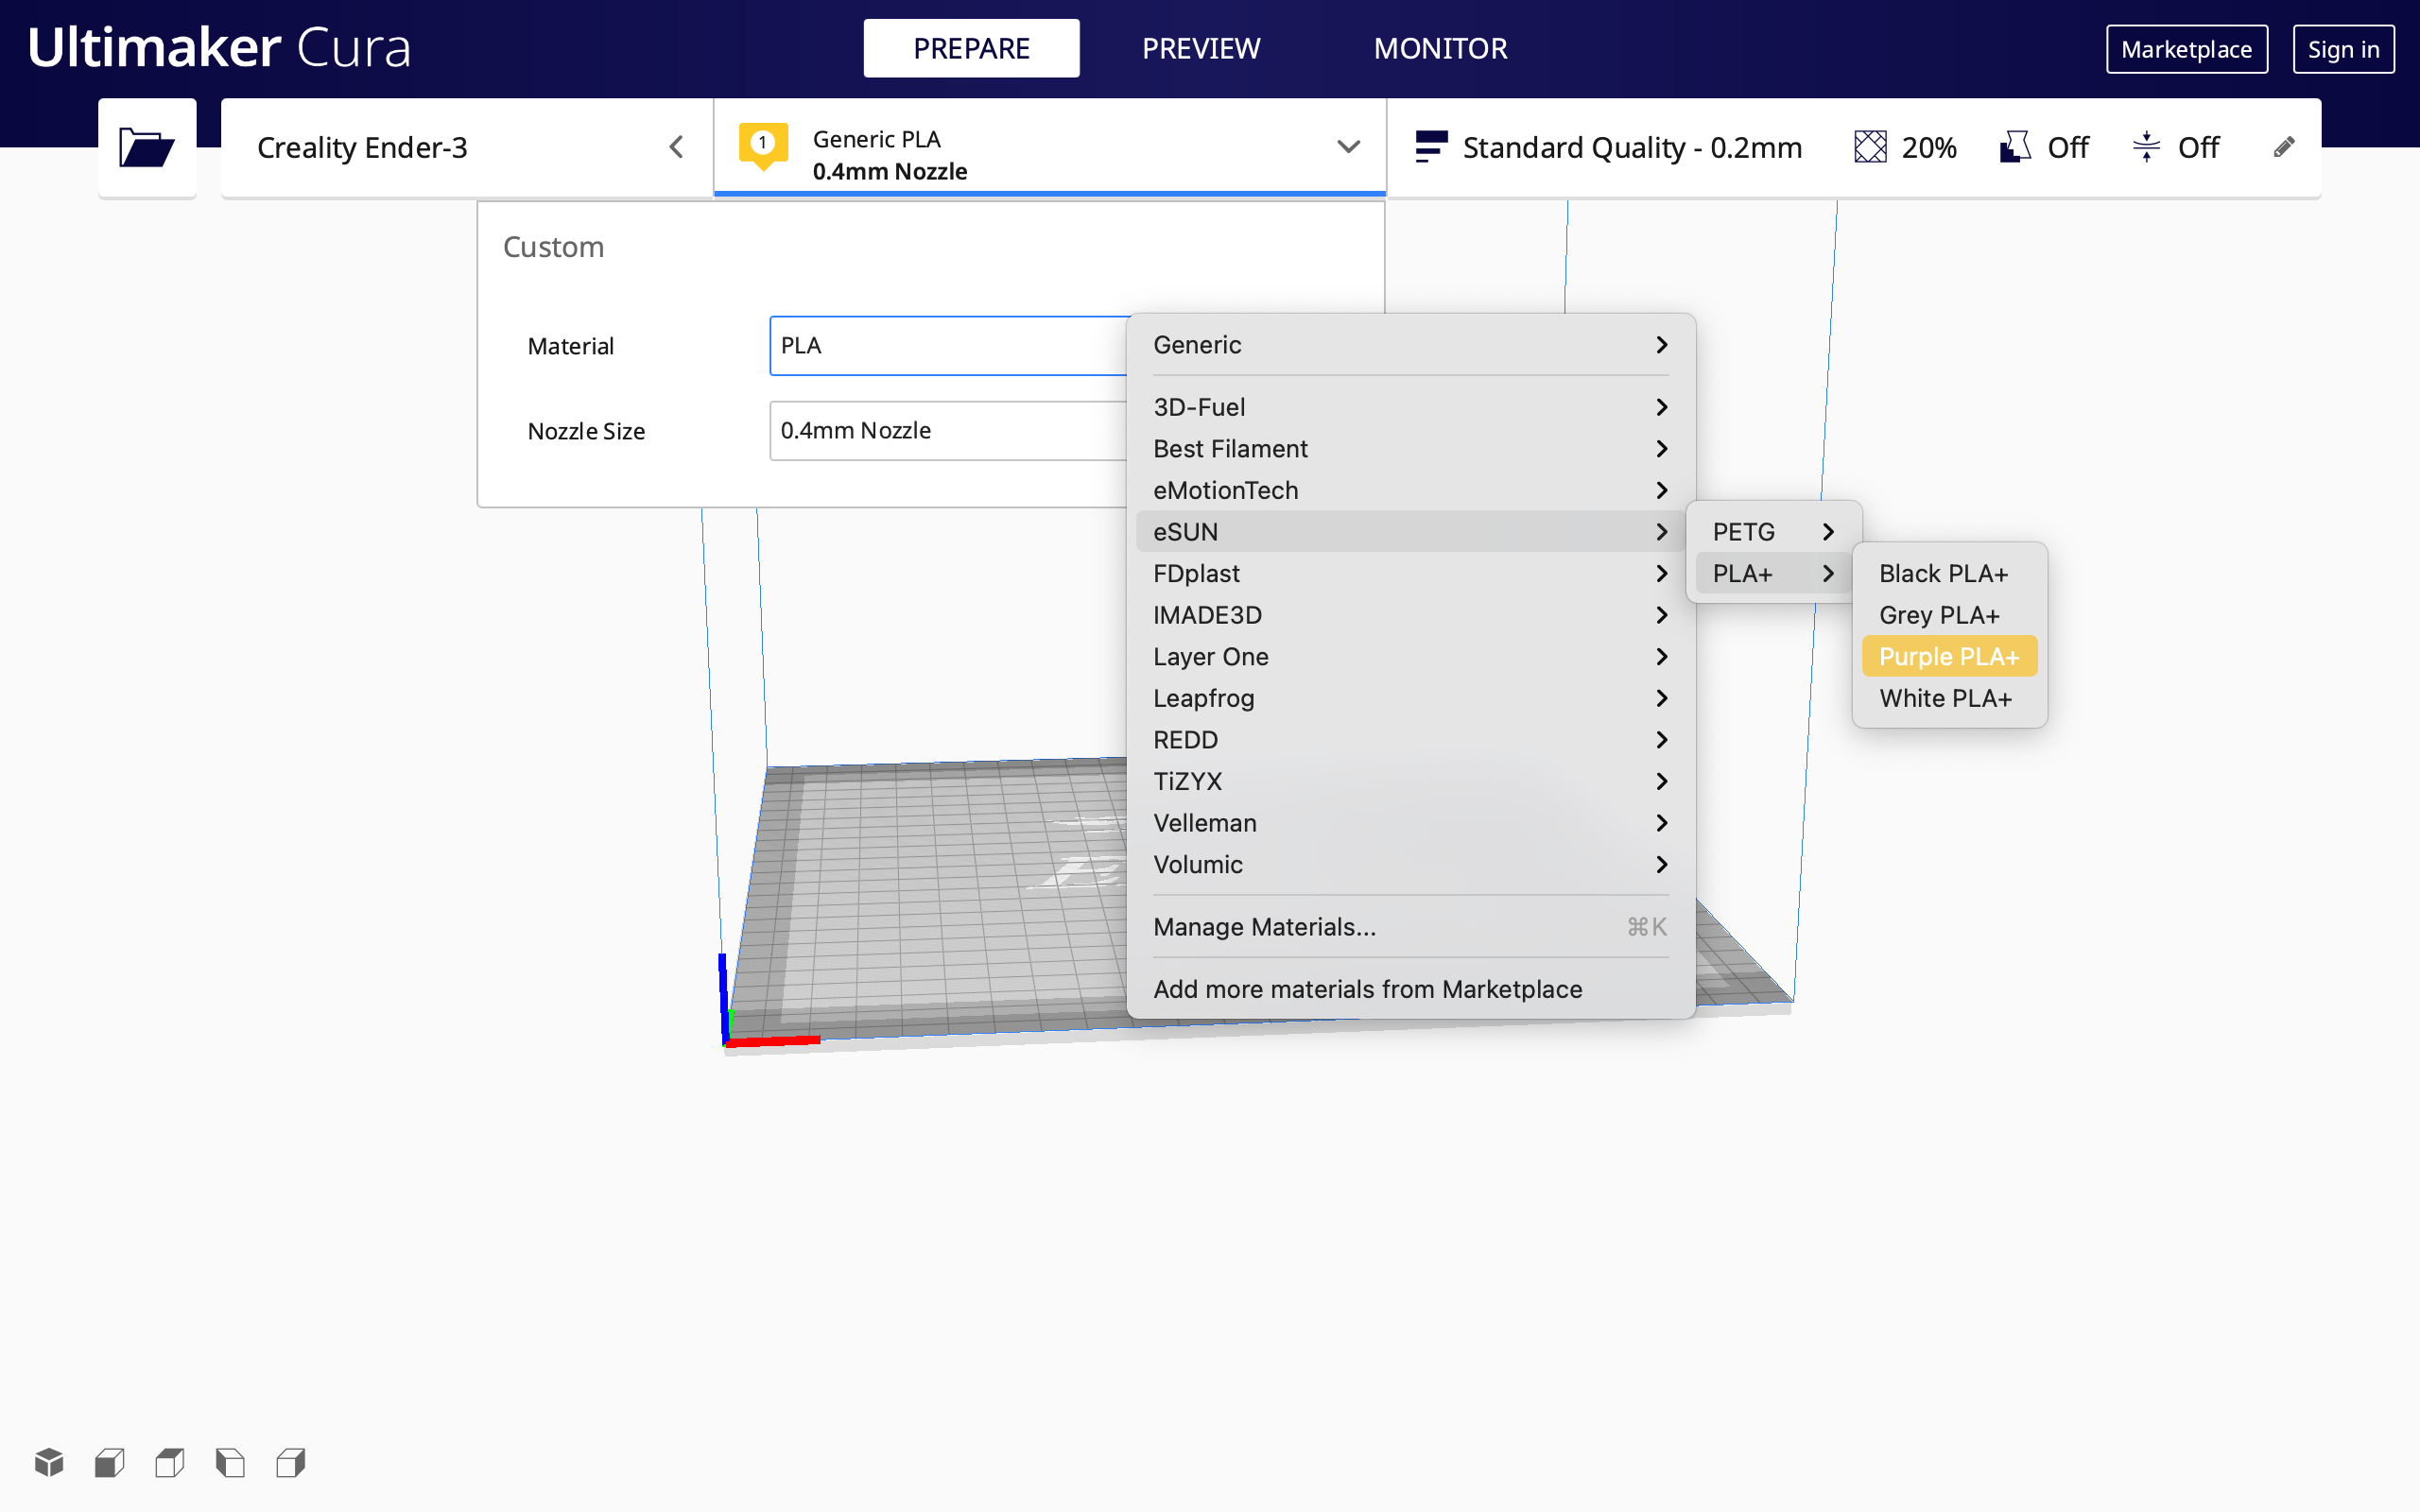 Ultimaker Cura
PREPARE
PREVIEW
MONITOR
Marketplace
Sign in
Creality Ender-3
1
Generic PLA
0.4mm Nozzle
Standard Quality - 0.2mm
20%
Off
Off
Custom
Material
PLA
Nozzle Size
0.4mm Nozzle
Generic
3D-Fuel
Best Filament
eMotionTech
eSUN
FDplast
IMADE3D
Layer One
Leapfrog
REDD
TiZYX
Velleman
Volumic
Manage Materials...
⌘K
Add more materials from Marketplace
PETG
PLA+
Black PLA+
Grey PLA+
Purple PLA+
White PLA+